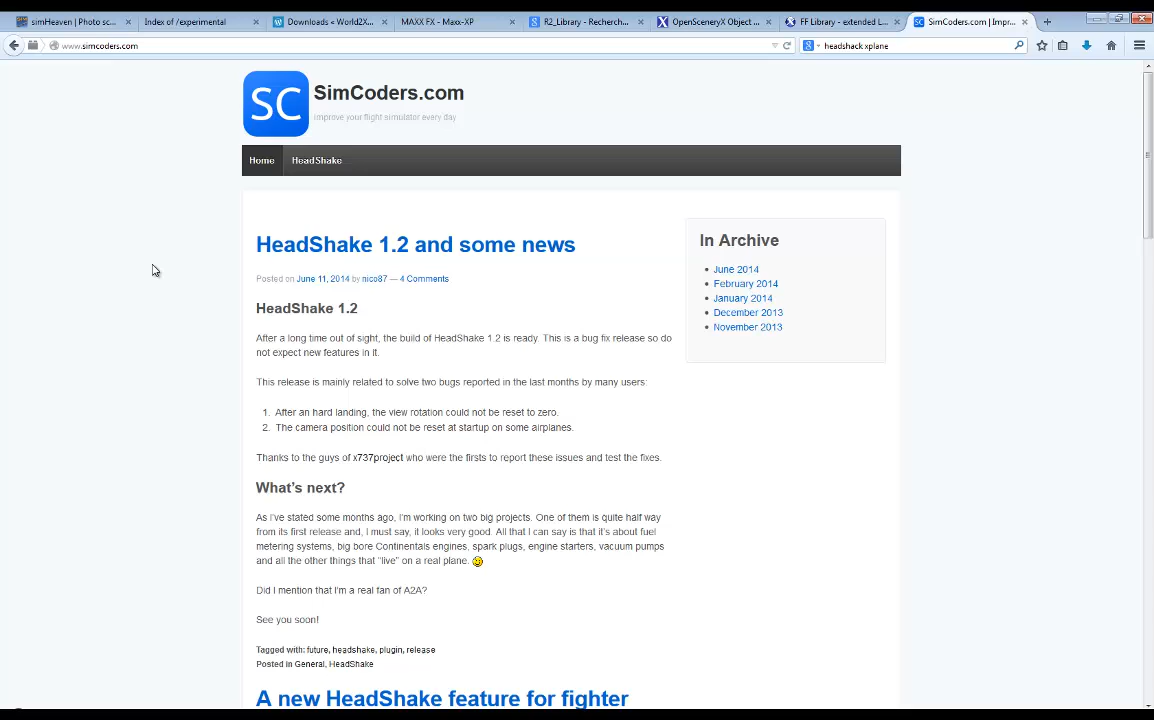 simHeaven | Photo sc...
Index of /experimental
Downloads « World2X...
MAXX FX - Maxx-XP
R2_Library - Recherch...
OpenSceneryX Object ...
FF Library - extended L...
SimCoders.com | Impr...
www.simcoders.com
headshack xplane
SC
SimCoders.com
Improve your flight simulator every day
Home
HeadShake
HeadShake 1.2 and some news
Posted on June 11, 2014 by nico87 — 4 Comments
HeadShake 1.2
After a long time out of sight, the build of HeadShake 1.2 is ready. This is a bug fix release so do
not expect new features in it.
This release is mainly related to solve two bugs reported in the last months by many users:
1. After an hard landing, the view rotation could not be reset to zero.
2. The camera position could not be reset at startup on some airplanes.
Thanks to the guys of x737project who were the firsts to report these issues and test the fixes.
What's next?
As I've stated some months ago, I'm working on two big projects. One of them is quite half way
from its first release and, I must say, it looks very good. All that I can say is that it's about fuel
metering systems, big bore Continentals engines, spark plugs, engine starters, vacuum pumps
and all the other things that "live" on a real plane.
Did I mention that I'm a real fan of A2A?
See you soon!
Tagged with: future, headshake, plugin, release
Posted in General, HeadShake
A new HeadShake feature for fighter
In Archive
June 2014
February 2014
January 2014
December 2013
November 2013